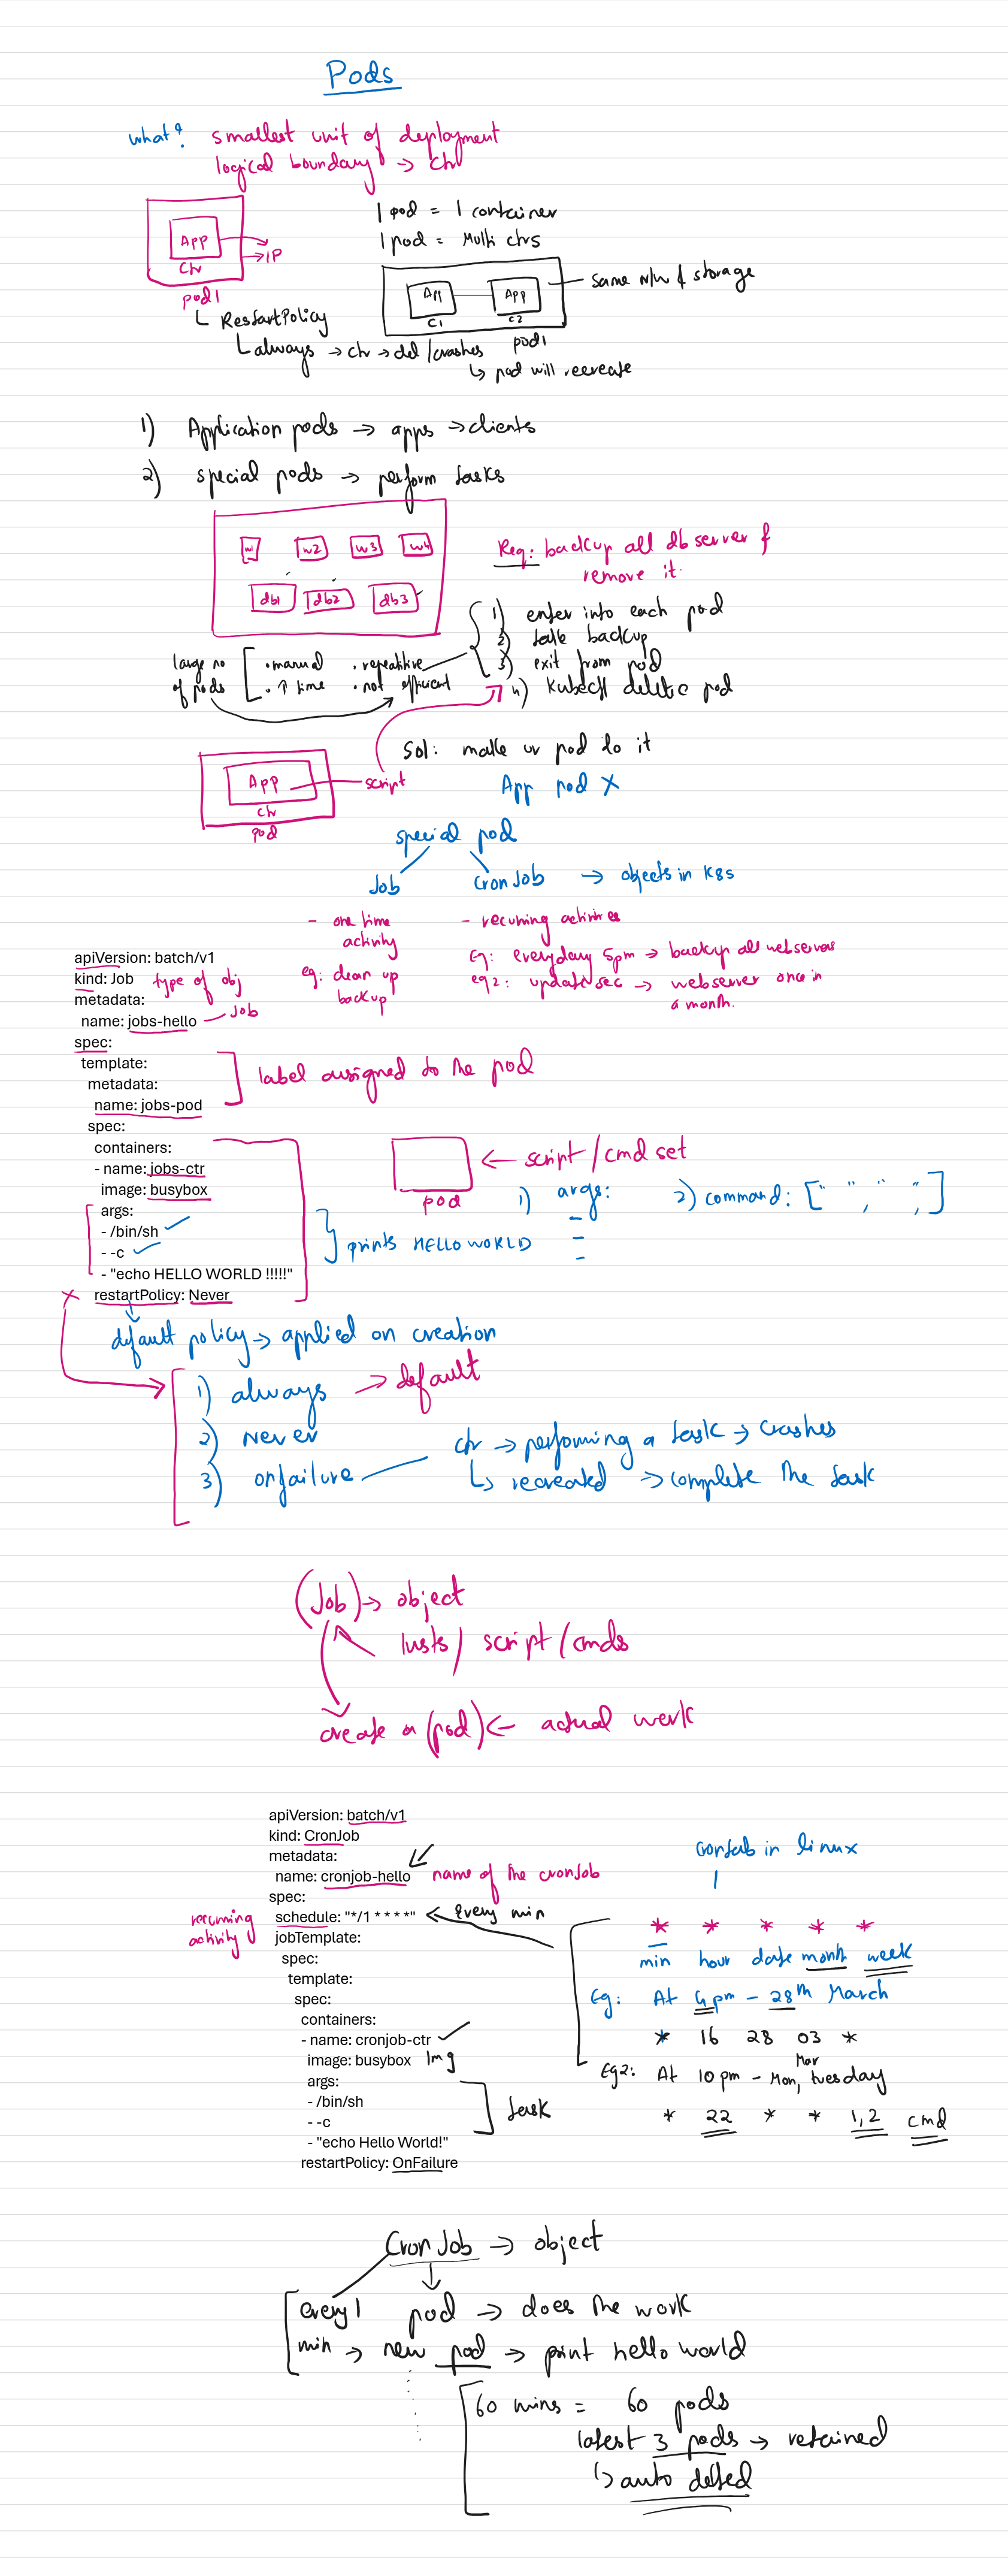 Pods
what? smallest unit of deployment
logical boundary → ctr
App
Ctr
pod1
→ IP
1 pod = 1 container
1 pod = Multi ctrs
App App
C1 C2
pod1
same n/w & storage
RestartPolicy
always → ctr → del / crashes
↳ pod will recreate
1) Application pods → apps → clients
2) special pods → perform tasks
w1 w2 w3 w4
db1 db2 db3
Req: backup all db server &
remove it.
1) enter into each pod
2) take backup
3) exit from pod
4) Kubectl delete pod
large no
of pods
. manual . repeatitive
. ↑ time . not efficient
Sol: make ur pod do it
App
Ctr
pod
script
App pod X
special pod
Job CronJob → objects in K8s
- one time
activity
eg: clean up
backup
- recurring activities
Eg: everyday 5pm → backup all webservers
eg2: update sec → webserver once in
a month.
apiVersion: batch/v1
kind: Job type of obj
metadata:
name: jobs-hello Job
spec:
template:
metadata:
name: jobs-pod
label assigned to the pod
spec:
containers:
- name: jobs-ctr
image: busybox
args:
- /bin/sh
- -c
- "echo HELLO WORLD !!!!!"
restartPolicy: Never
pod
← script / cmd set
1) args:
-
-
-
2) command: [" ", " ", ]
prints HELLO WORLD
default policy → applied on creation
1) always → default
2) Never
3) onfailure
ctr → perfoming a task → crashes
↳ recreated → complete the task
(Job) → object
lists / script / cmds
create a (pod) ← actual work
apiVersion: batch/v1
kind: CronJob
metadata:
name: cronjob-hello name of the cronJob
spec:
schedule: "*/1 * * * *" ← Every min
recurring
activity
jobTemplate:
spec:
template:
spec:
containers:
- name: cronjob-ctr
image: busybox Img
args:
- /bin/sh
- -c
- "echo Hello World!"
task
restartPolicy: OnFailure
crontab in linux
* * * * *
min hour date month week
Eg: At 4pm - 28th March
* 16 28 03 *
Mar
Eg2: At 10pm - Mon, tuesday
* 22 * * 1,2 cmd
CronJob → object
every 1 pod → does the work
min → new pod → print hello world
60 mins = 60 pods
latest 3 pods → retained
↳ auto delted